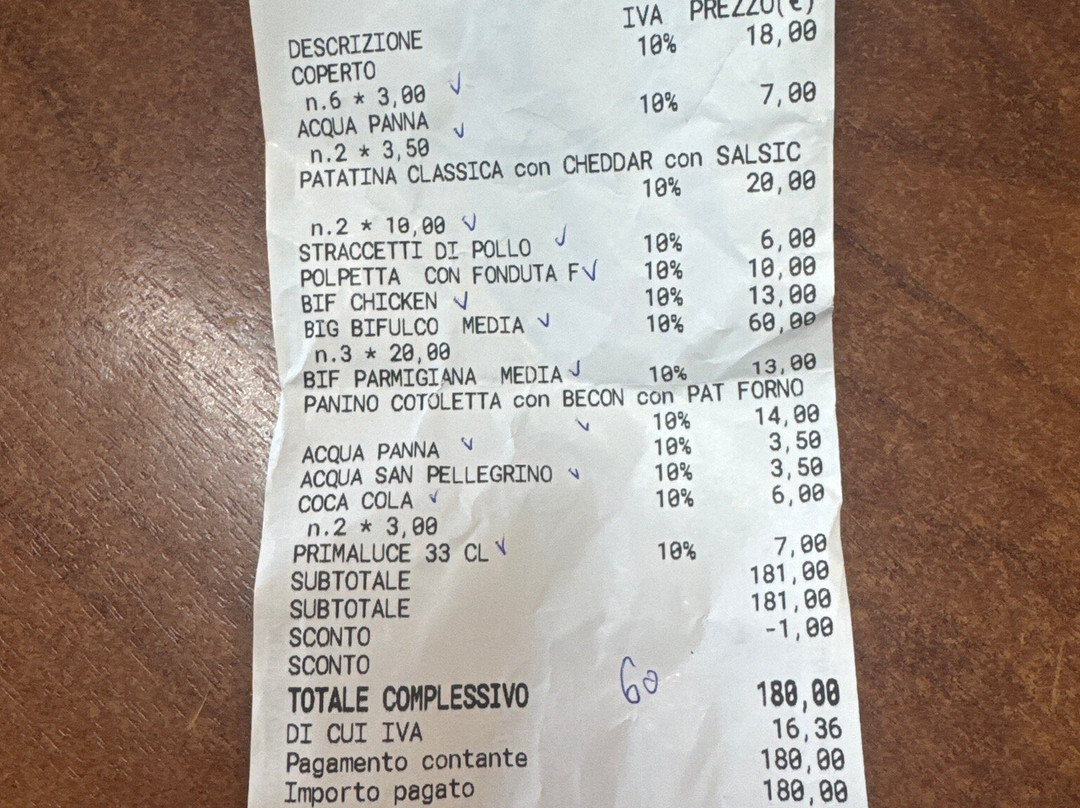 IVA PREZZO(€)
DESCRIZIONE 10% 18,00
COPERTO
n.6 * 3,00 10% 7,00
ACQUA PANNA
n.2 * 3,50
PATATINA CLASSICA con CHEDDAR con SALSIC
10% 20,00
n.2 * 10,00
STRACCETTI DI POLLO 10% 6,00
POLPETTA CON FONDUTA F 10% 10,00
BIF CHICKEN 10% 13,00
BIG BIFULCO MEDIA 10% 60,00
n.3 * 20,00
BIF PARMIGIANA MEDIA 10% 13,00
PANINO COTOLETTA con BECON con PAT FORNO
10% 14,00
ACQUA PANNA 10% 3,50
ACQUA SAN PELLEGRINO 10% 3,50
COCA COLA 10% 6,00
n.2 * 3,00
PRIMALUCE 33 CL 10% 7,00
SUBTOTALE 181,00
SUBTOTALE 181,00
SCONTO -1,00
SCONTO
60
TOTALE COMPLESSIVO 180,00
DI CUI IVA 16,36
Pagamento contante 180,00
Importo pagato 180,00